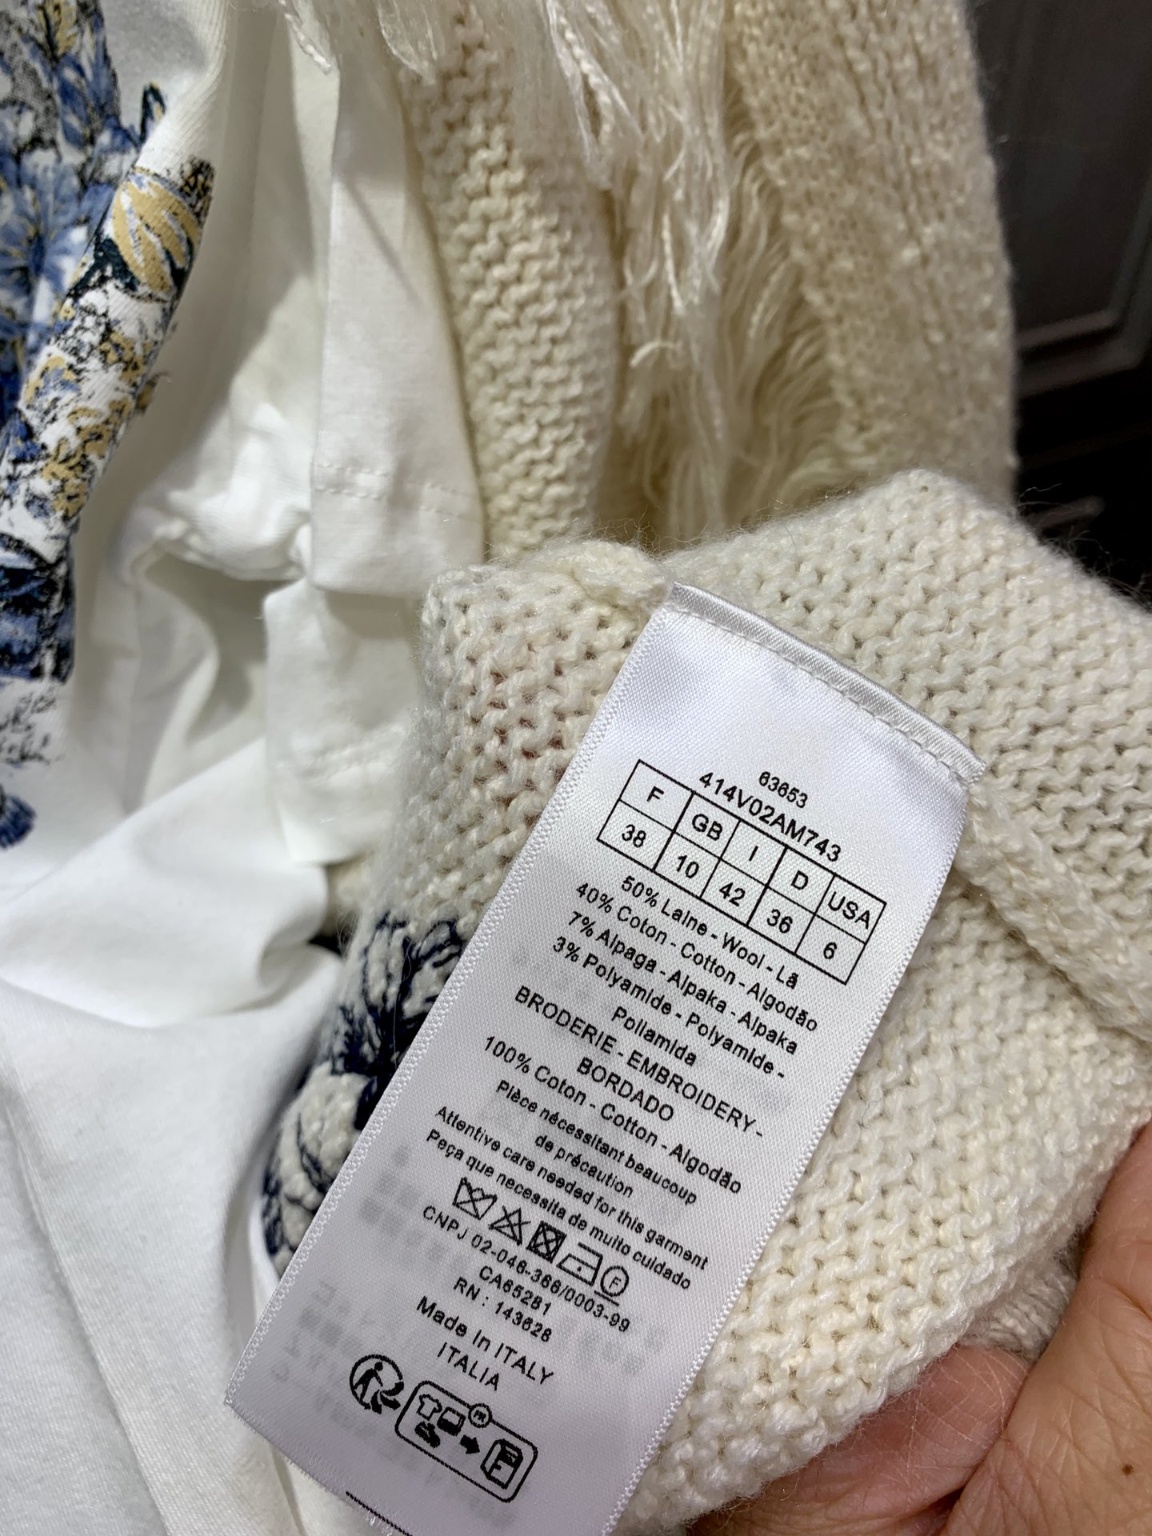 63653
414V02AM743
F GB I D USA
38 10 42 36 6
50% Laine - Wool - Lã
40% Coton - Cotton - Algodão
7% Alpaga - Alpaka - Alpaka
3% Polyamide - Polyamide -
Poliamida
BRODERIE - EMBROIDERY -
BORDADO
100% Coton - Cotton - Algodão
Pièce nécessitant beaucoup
de précaution
Attentive care needed for this garment
Peça que necessita de muito cuidado
F
CNPJ 02-046-366/0003-99
CA65281
RN : 143628
Made in ITALY
ITALIA
FR